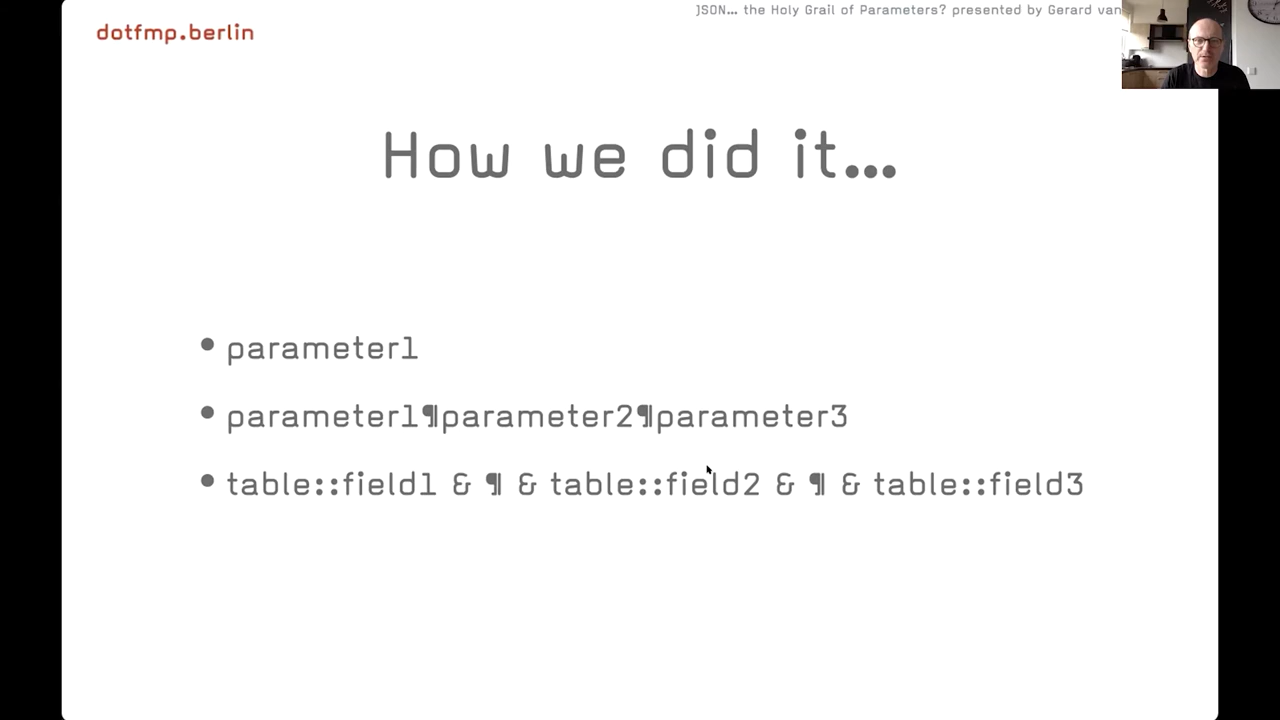 JSON... the Holy Grail of Parameters? presented by Gerard van
dotfmp.berlin
How we did it...
• parameter1
• parameter1¶parameter2¶parameter3
• table::field1 & ¶ & table::field2 & ¶ & table::field3